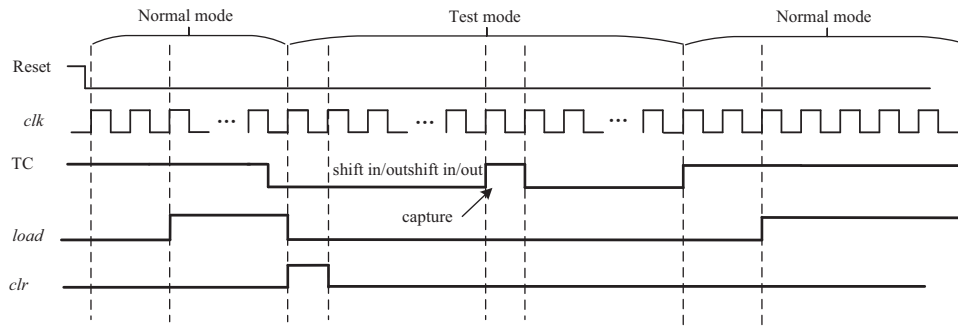 Normal mode Test mode Normal mode
Reset
clk ... ... ...
TC shift in/outshift in/out
capture
load
clr